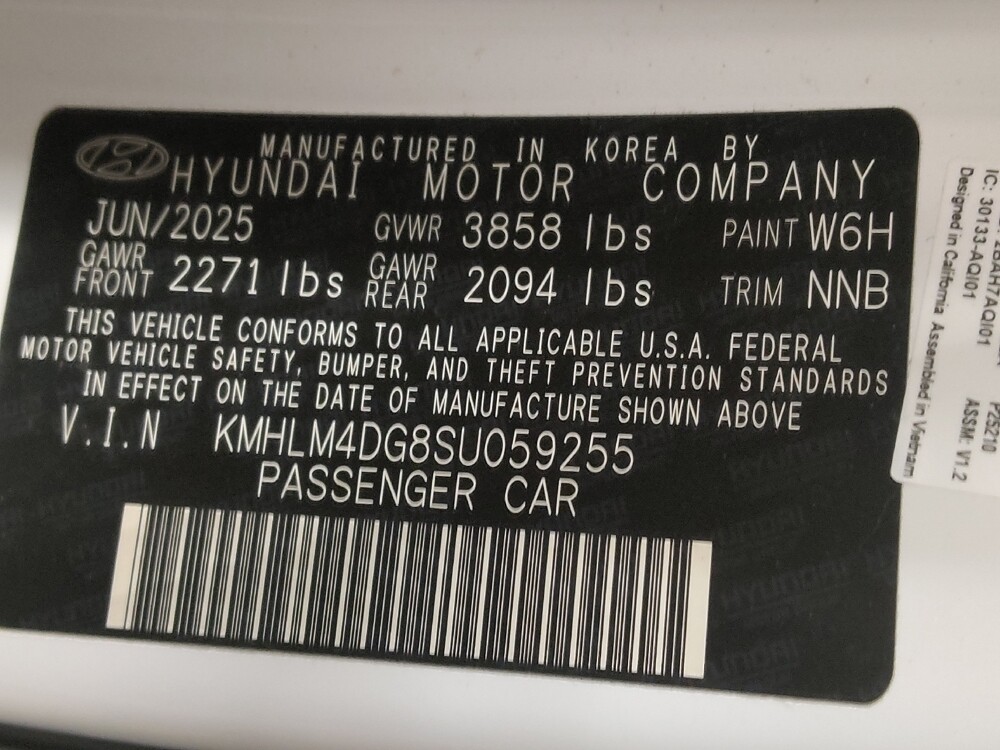 MANUFACTURED IN KOREA BY
HYUNDAI MOTOR COMPANY
JUN/2025 GVWR 3858 lbs PAINT W6H
GAWR FRONT 2271 lbs GAWR REAR 2094 lbs TRIM NNB
THIS VEHICLE CONFORMS TO ALL APPLICABLE U.S.A. FEDERAL
MOTOR VEHICLE SAFETY, BUMPER, AND THEFT PREVENTION STANDARDS
IN EFFECT ON THE DATE OF MANUFACTURE SHOWN ABOVE
V.I.N KMHLM4DG8SU059255
PASSENGER CAR
IC: 30133-AQI01 P25210
Designed in California Assembled in Vietnam
ASSM: V1.2